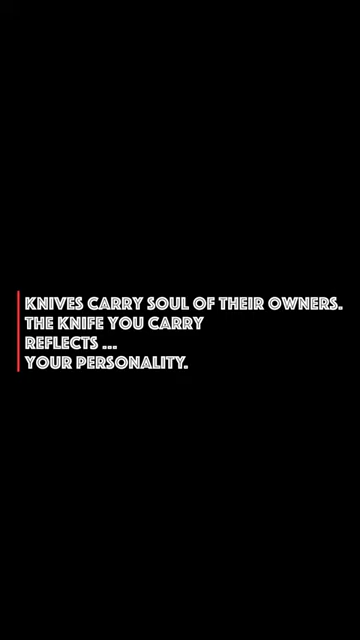 KNIVES CARRY SOUL OF THEIR OWNERS.
THE KNIFE YOU CARRY
REFLECTS ...
YOUR PERSONALITY.